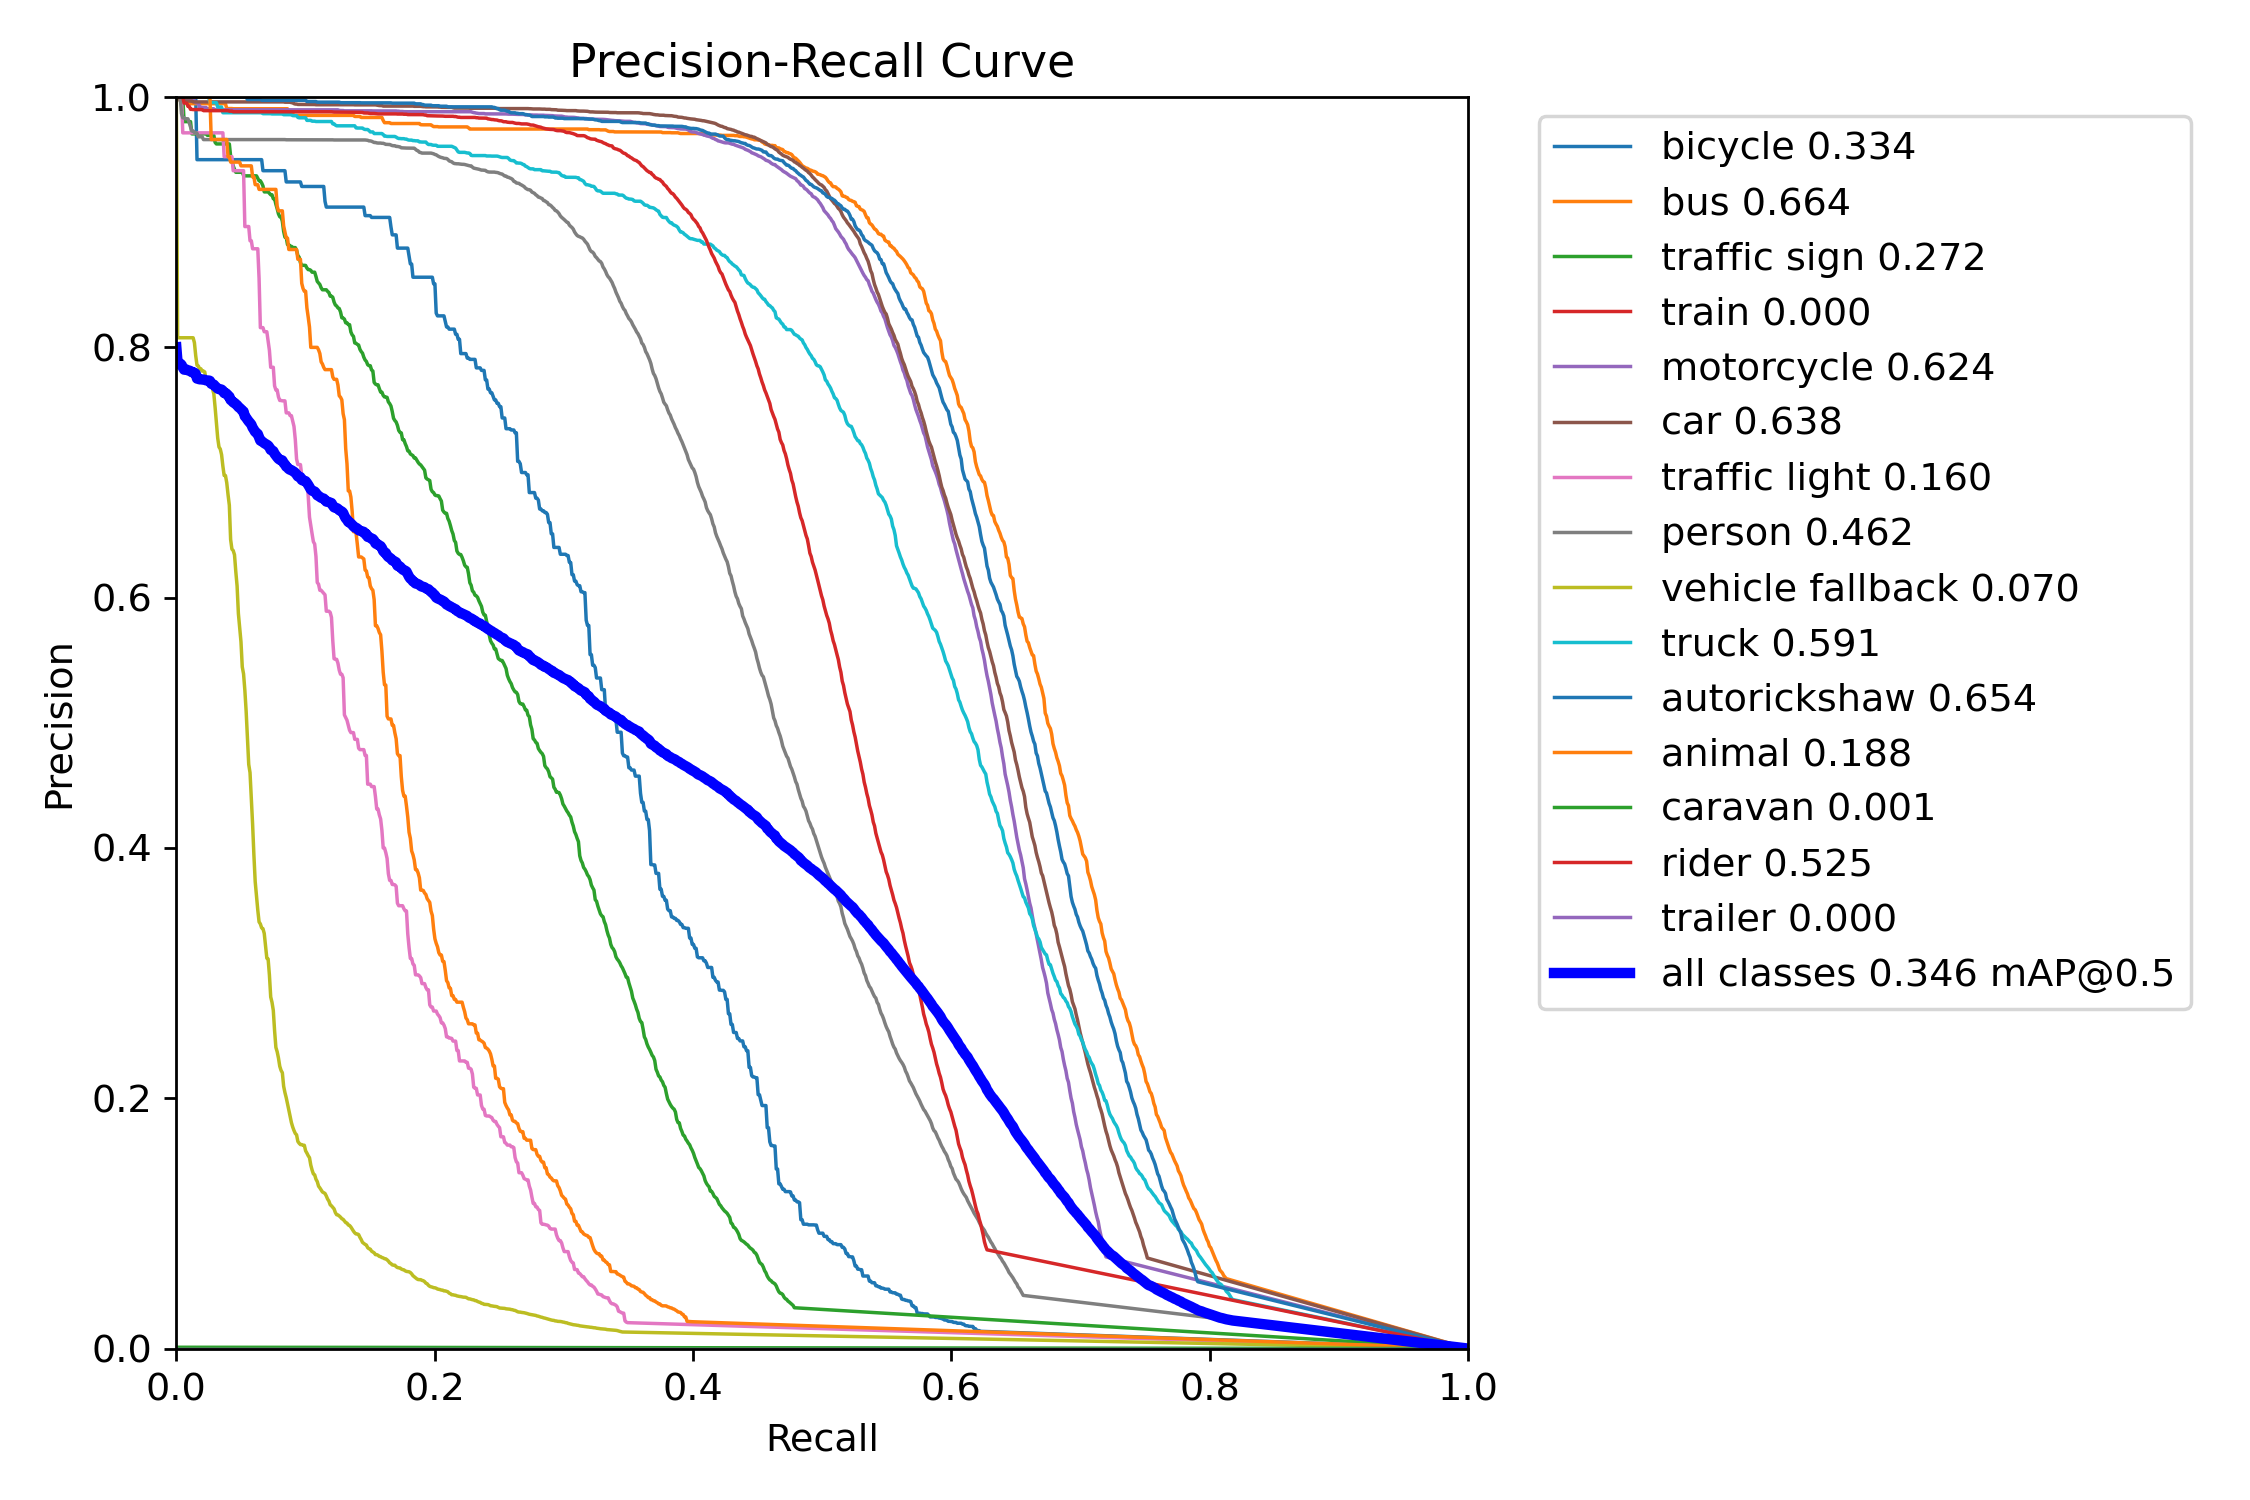 Precision-Recall Curve
1.0
0.8
0.6
0.4
0.2
0.0
Precision
0.0 0.2 0.4 0.6 0.8 1.0
Recall
bicycle 0.334
bus 0.664
traffic sign 0.272
train 0.000
motorcycle 0.624
car 0.638
traffic light 0.160
person 0.462
vehicle fallback 0.070
truck 0.591
autorickshaw 0.654
animal 0.188
caravan 0.001
rider 0.525
trailer 0.000
all classes 0.346 mAP@0.5